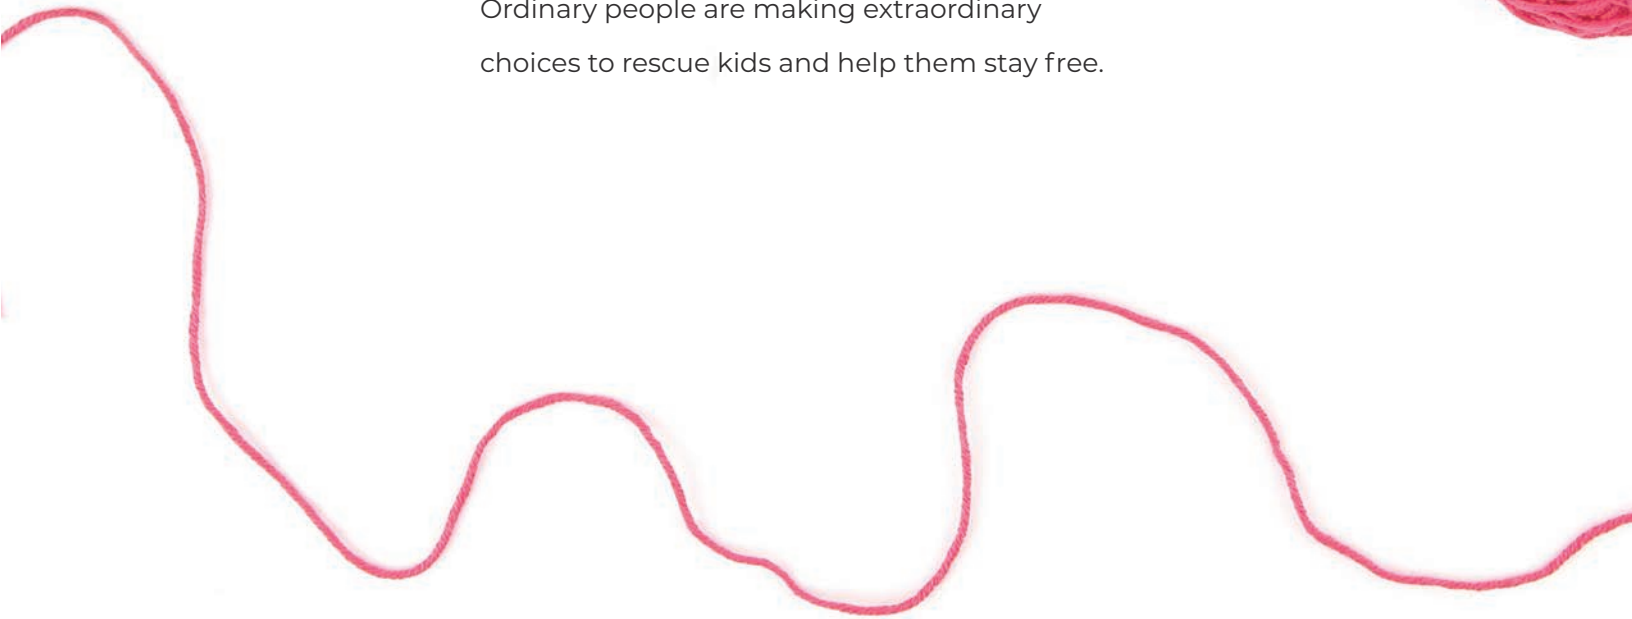 Ordinary people are making extraordinary
choices to rescue kids and help them stay free.